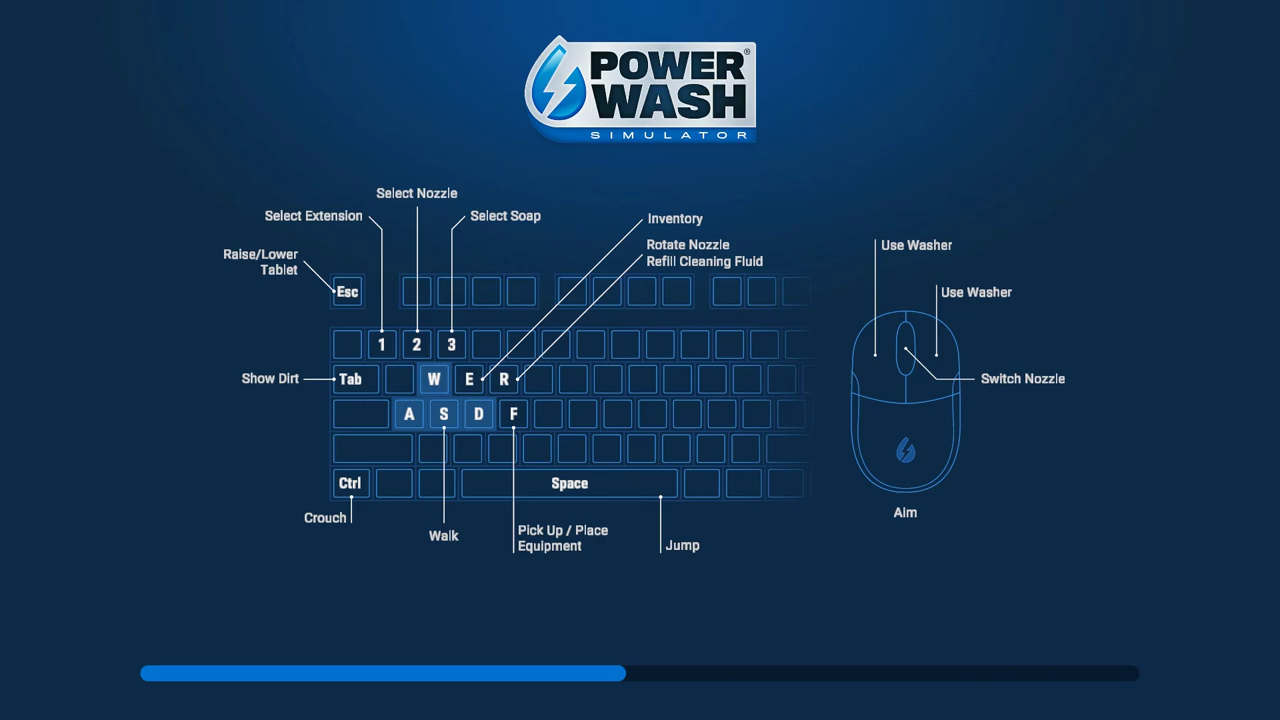 POWER®
WASH
SIMULATOR
Select Nozzle
Select Extension
Select Soap
Inventory
Raise/Lower
Tablet
Rotate Nozzle
Refill Cleaning Fluid
Use Washer
Use Washer
Esc
1 2 3
Show Dirt
Tab W E R
Switch Nozzle
A S D F
Ctrl Space
Crouch
Walk
Pick Up / Place
Equipment
Jump
Aim